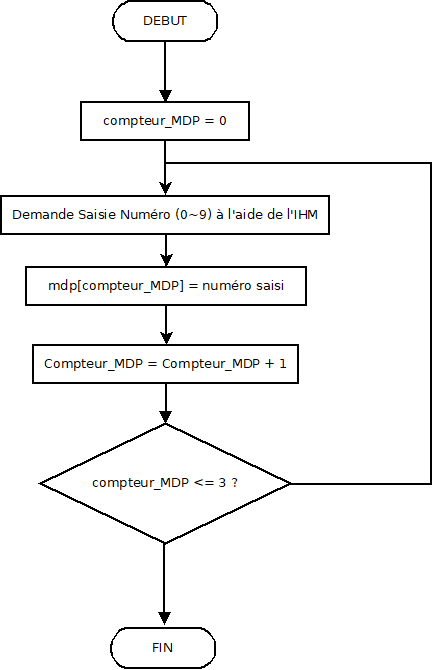 DEBUT
compteur_MDP = 0
Demande Saisie Numéro (0~9) à l'aide de l'IHM
mdp[compteur_MDP] = numéro saisi
Compteur_MDP = Compteur_MDP + 1
compteur_MDP <= 3 ?
FIN